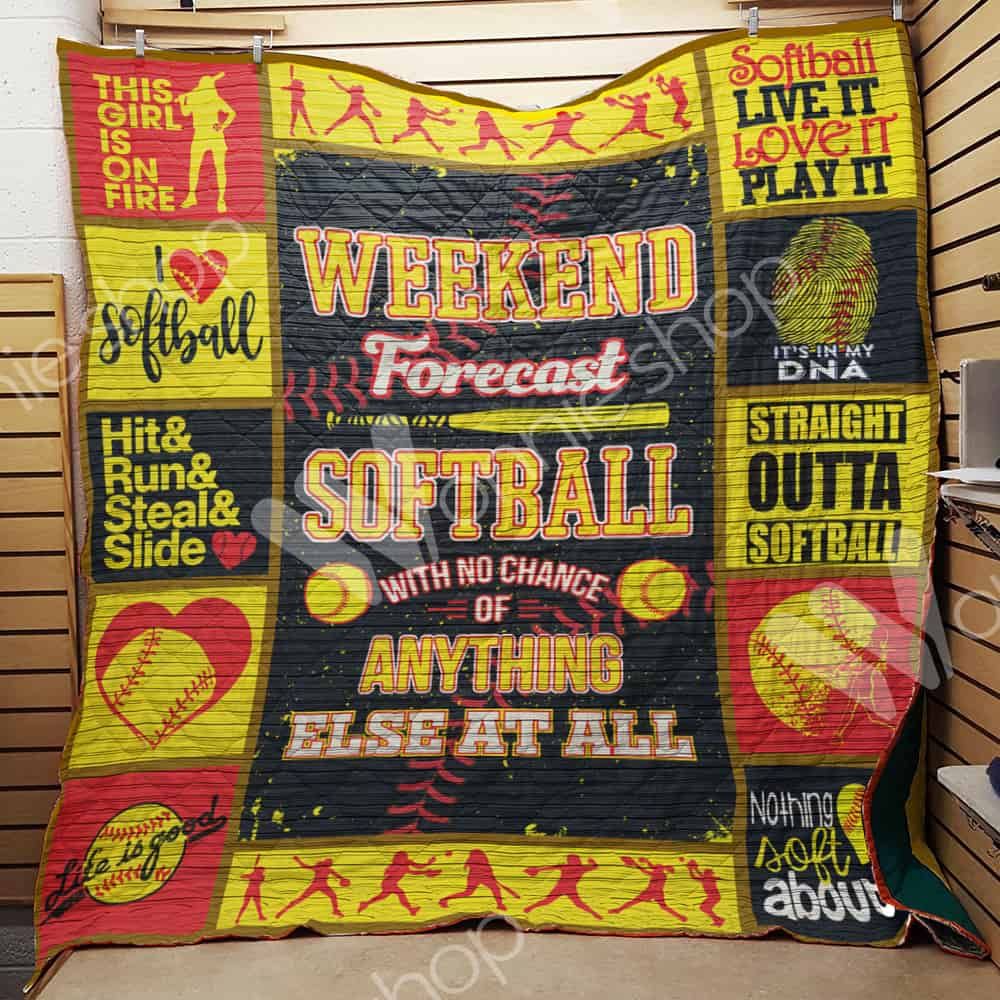 THIS
GIRL
IS
ON
FIRE
Softball
LIVE IT
LOVE IT
PLAY IT
I
Softball
WEEKEND
Forecast
SOFTBALL
WITH NO CHANCE
OF
ANYTHING
ELSE AT ALL
IT'S IN MY
DNA
Hit&
Run&
Steal&
Slide
STRAIGHT
OUTTA
SOFTBALL
Life is good
Nothing
soft
about
Wonnie shop